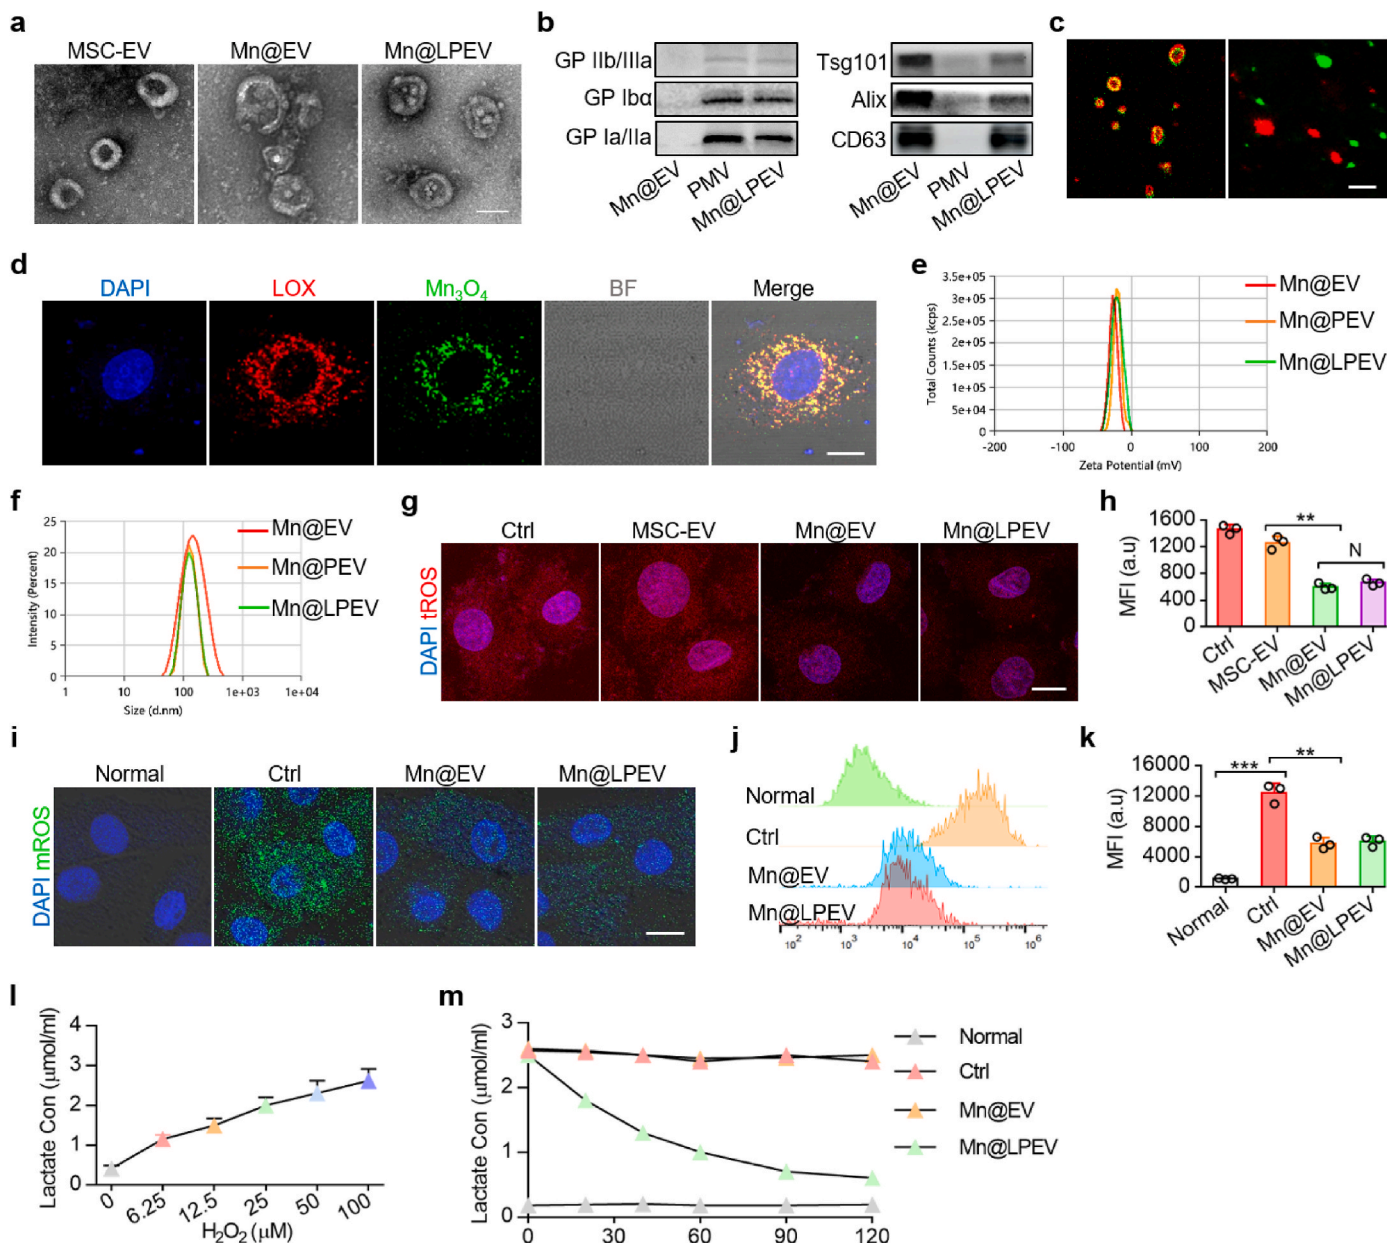 a
MSC-EV Mn@EV Mn@LPEV
b
GP IIb/IIIa
GP Ibα
GP Ia/IIa
Mn@EV PMV Mn@LPEV
Tsg101
Alix
CD63
Mn@EV PMV Mn@LPEV
c
d
DAPI LOX Mn₃O₄ BF Merge
e
Total Counts (kcps)
3.5e+05
3e+05
2.5e+05
2e+05
1.5e+05
1e+05
5e+04
0
-200 -100 0 100 200
Zeta Potential (mV)
Mn@EV
Mn@PEV
Mn@LPEV
f
Intensity (Percent)
25
20
15
10
5
0
1 10 100 1e+03 1e+04
Size (d.nm)
Mn@EV
Mn@PEV
Mn@LPEV
g
Ctrl MSC-EV Mn@EV Mn@LPEV
DAPI tROS
h
MFI (a.u)
1600
1200
800
400
0
**
N
Ctrl MSC-EV Mn@EV Mn@LPEV
i
Normal Ctrl Mn@EV Mn@LPEV
DAPI mROS
j
Normal
Ctrl
Mn@EV
Mn@LPEV
10² 10³ 10⁴ 10⁵ 10⁶
k
MFI (a.u)
16000
12000
8000
4000
0
*** **
Normal Ctrl Mn@EV Mn@LPEV
l
Lactate Con (μmol/ml)
4
3
2
1
0
0 6.25 12.5 25 50 100
H₂O₂ (μM)
m
Lactate Con (μmol/ml)
3
2
1
0
0 30 60 90 120
Normal
Ctrl
Mn@EV
Mn@LPEV